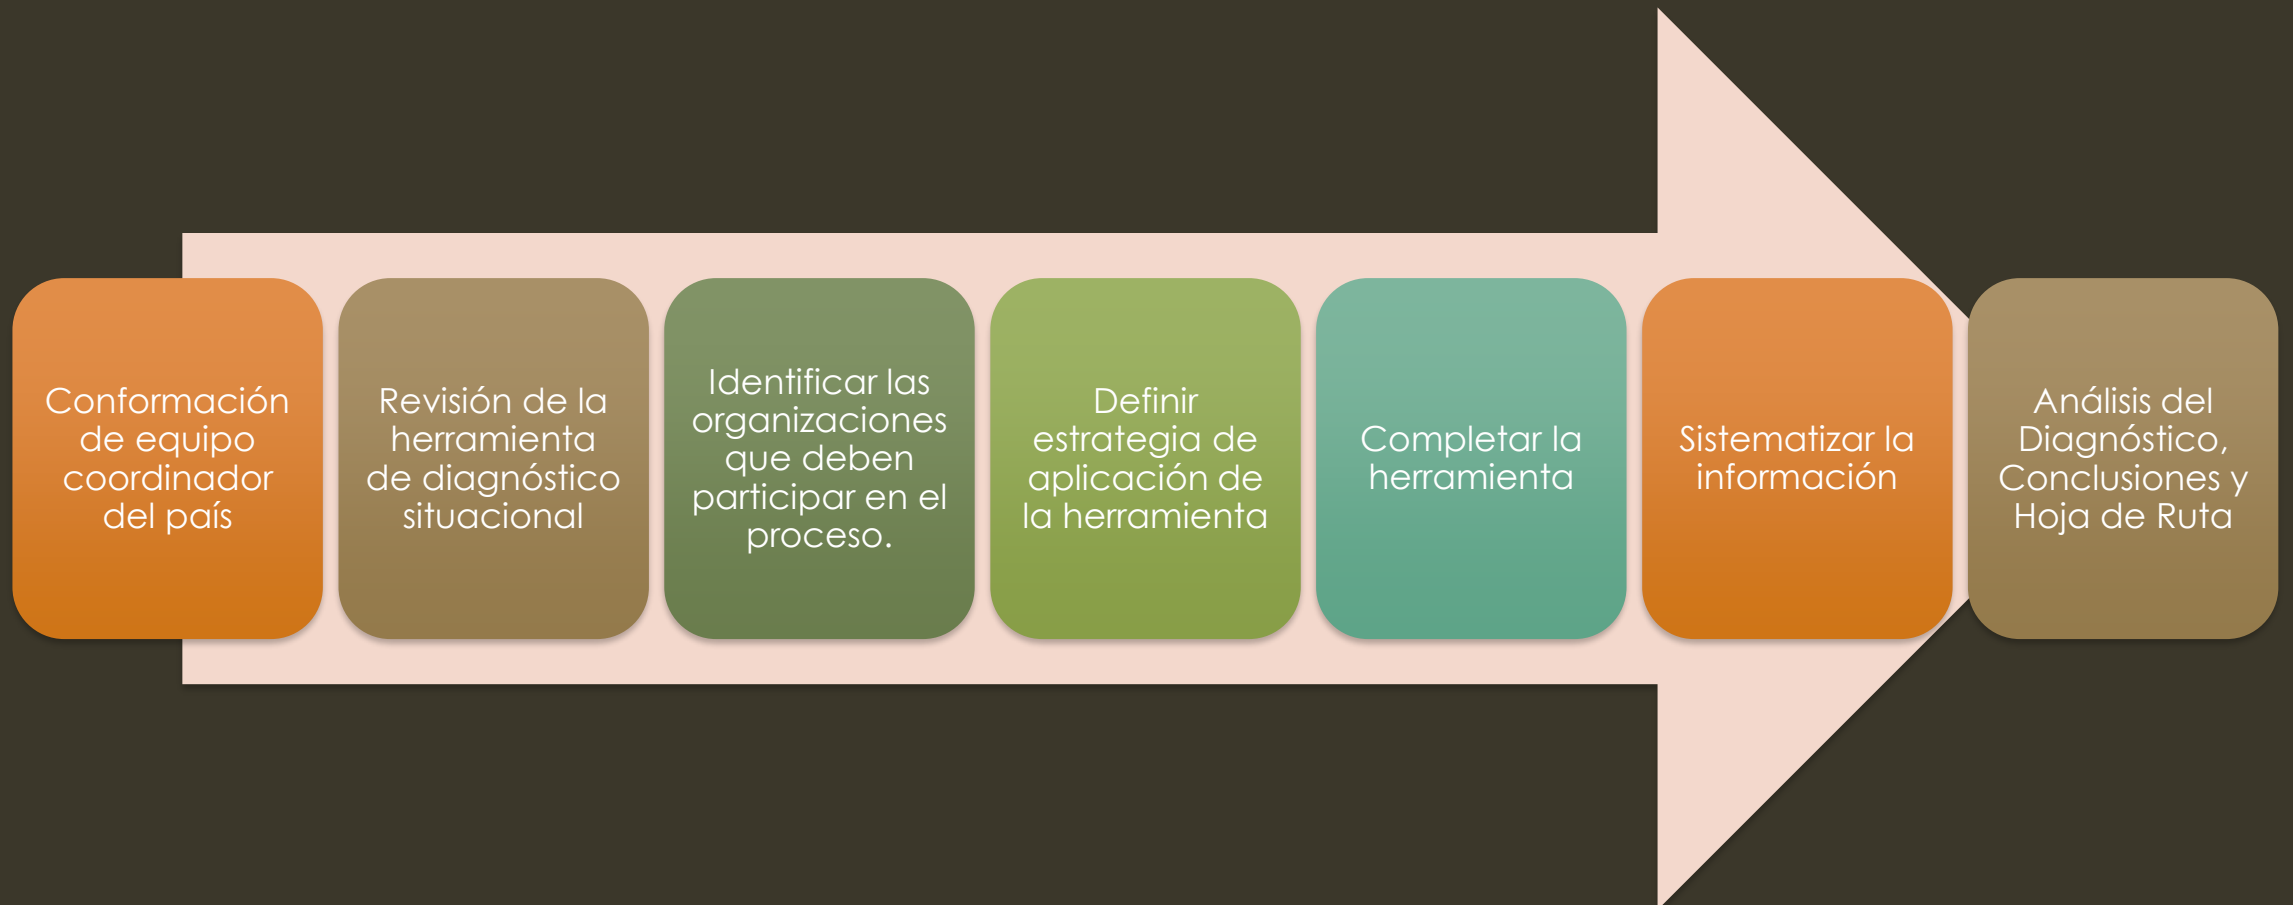 Conformación
de equipo
coordinador
del país
Revisión de la
herramienta
de diagnóstico
situacional
Identificar las
organizaciones
que deben
participar en el
proceso.
Definir
estrategia de
aplicación de
la herramienta
Completar la
herramienta
Sistematizar la
información
Análisis del
Diagnóstico,
Conclusiones y
Hoja de Ruta